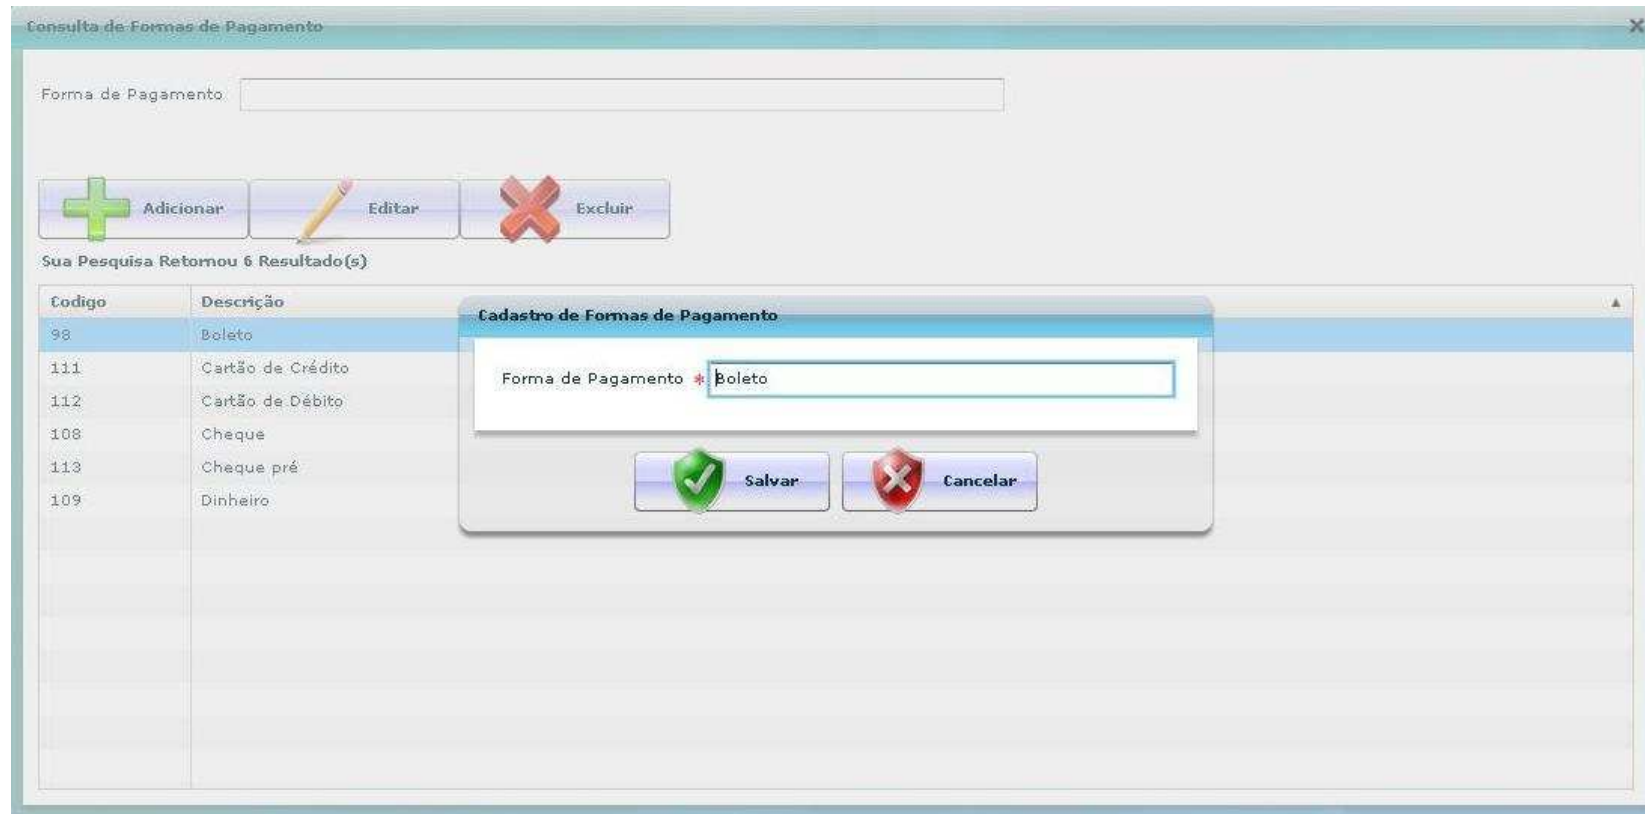 Consulta de Formas de Pagamento
Forma de Pagamento
Adicionar Editar Excluir
Sua Pesquisa Retornou 6 Resultado(s)
Codigo Descrição
98 Boleto
111 Cartão de Crédito
112 Cartão de Débito
108 Cheque
113 Cheque pré
109 Dinheiro
Cadastro de Formas de Pagamento
Forma de Pagamento * Boleto
Salvar Cancelar